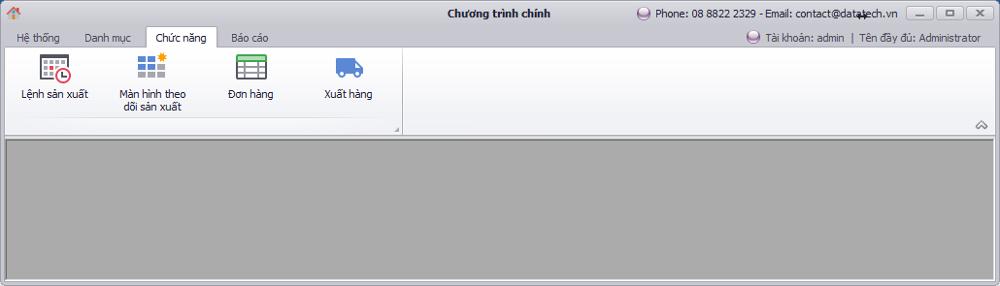 Chương trình chính
Phone: 08 8822 2329 - Email: contact@datatech.vn
Hệ thống Danh mục Chức năng Báo cáo
Tài khoản: admin | Tên đầy đủ: Administrator
Lệnh sản xuất
Màn hình theo
dõi sản xuất
Đơn hàng
Xuất hàng